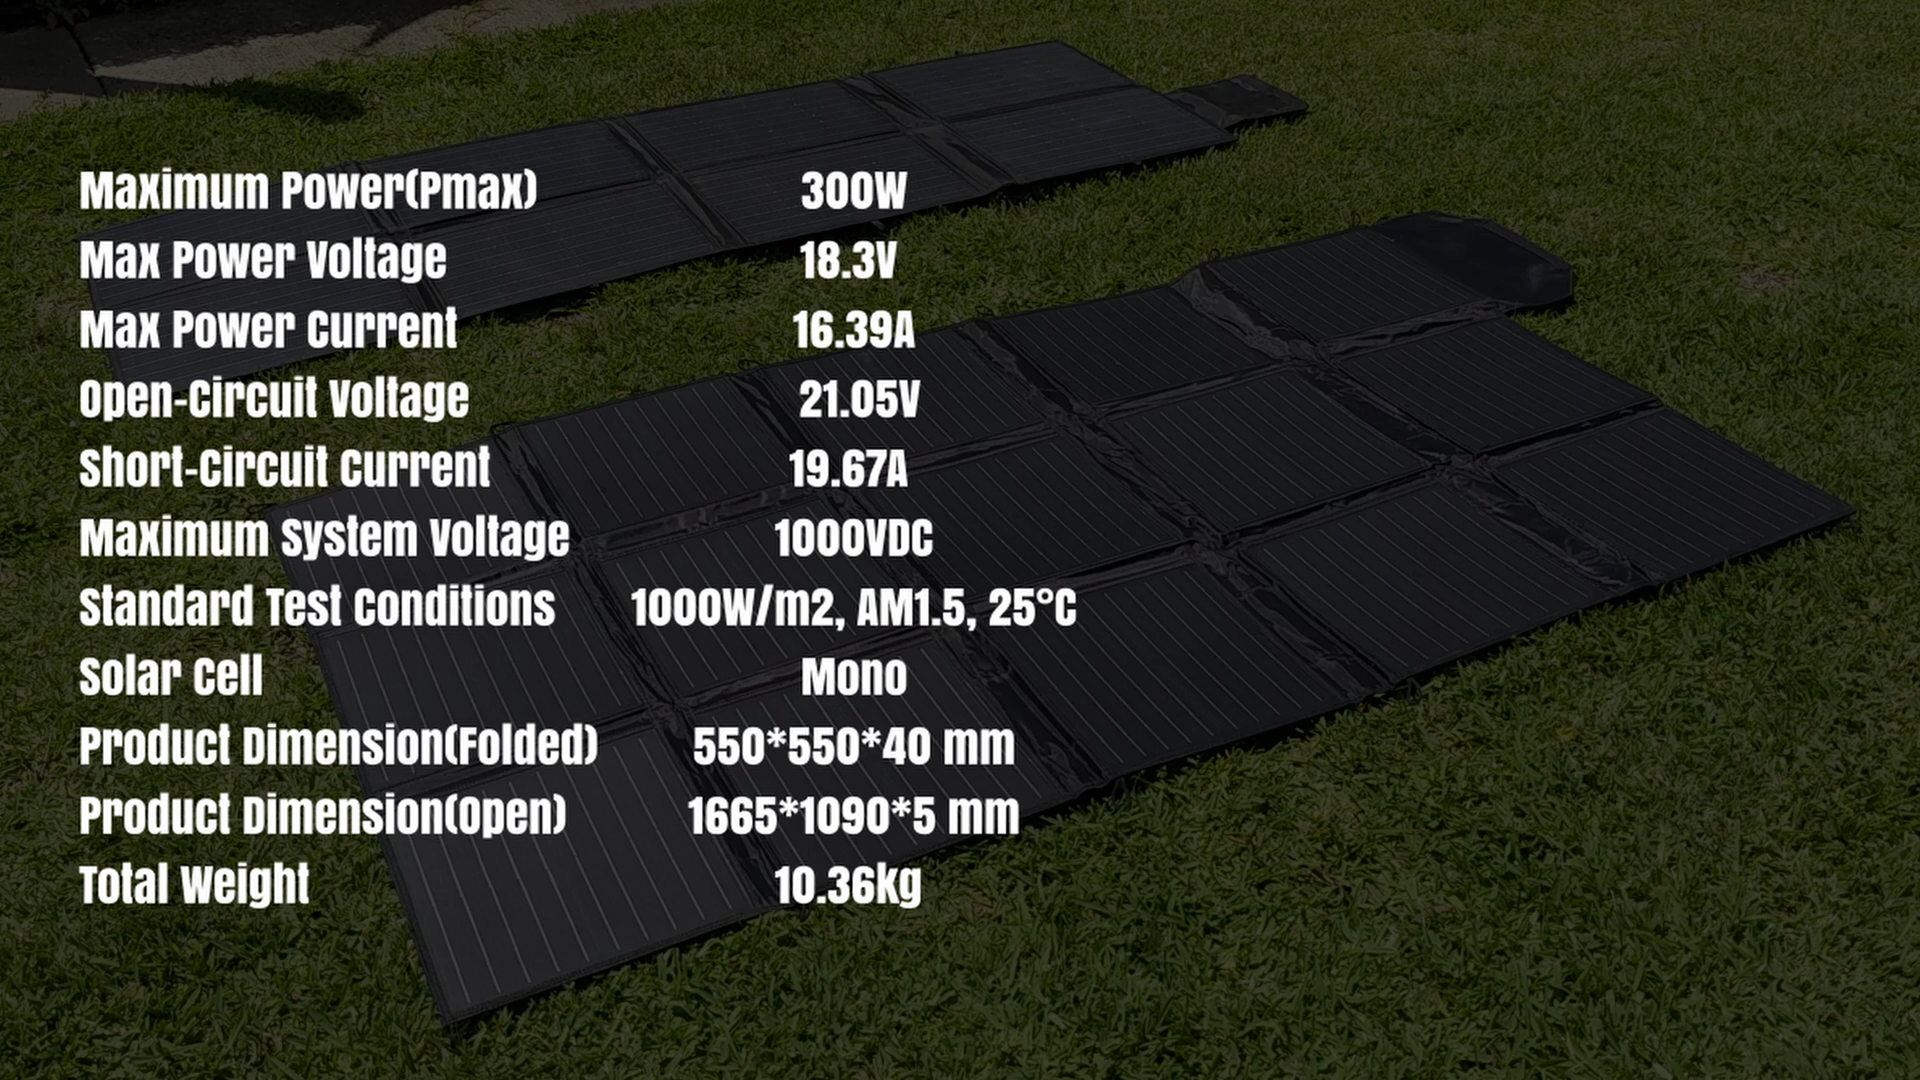 Maximum Power(Pmax) 300W
Max Power Voltage 18.3V
Max Power Current 16.39A
Open-Circuit Voltage 21.05V
Short-Circuit Current 19.67A
Maximum System Voltage 1000VDC
Standard Test Conditions 1000W/m2, AM1.5, 25°C
Solar Cell Mono
Product Dimension(Folded) 550*550*40 mm
Product Dimension(Open) 1665*1090*5 mm
Total Weight 10.36kg